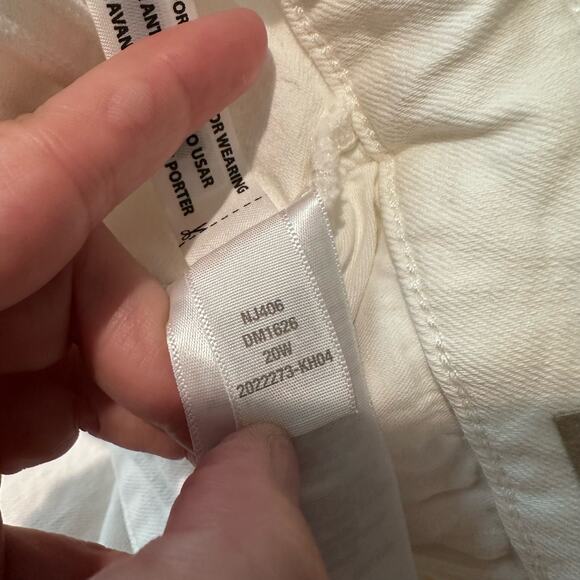 OR
ANT
AVAN
OR WEARING
O USAR
PORTER
NJ406
DM1626
20W
2022273-KH04